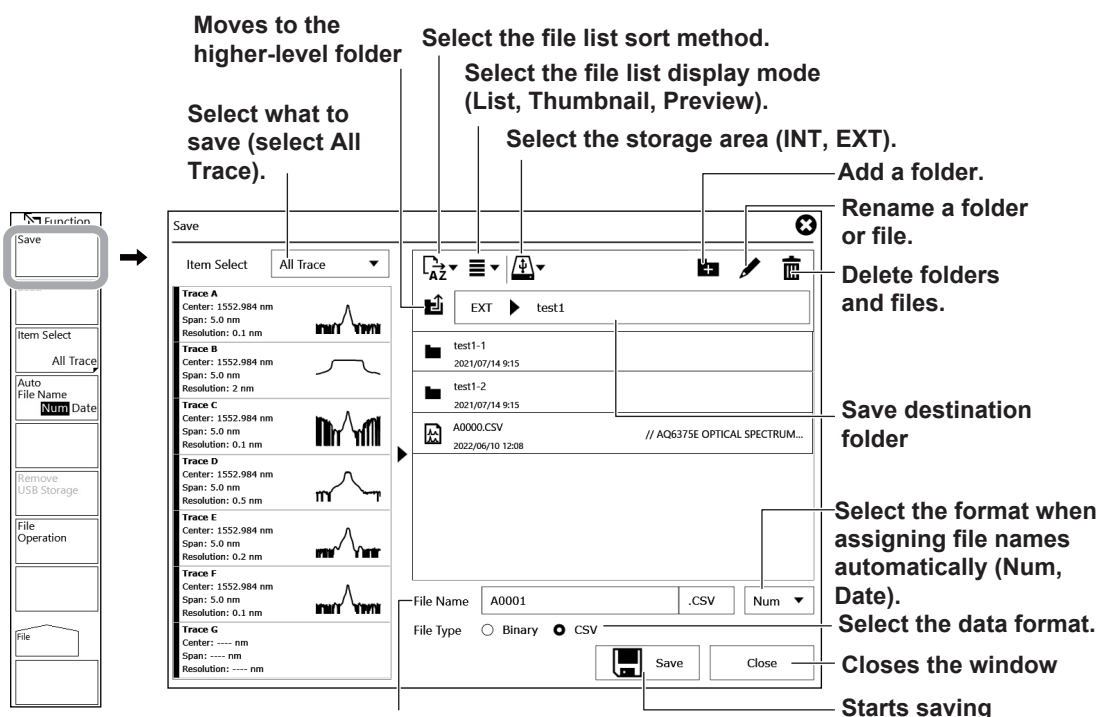 Moves to the
higher-level folder
Select the file list sort method.
Select the file list display mode
(List, Thumbnail, Preview).
Select what to
save (select All
Trace).
Select the storage area (INT, EXT).
Add a folder.
Rename a folder
or file.
Delete folders
and files.
Save destination
folder
Select the format when
assigning file names
automatically (Num,
Date).
Select the data format.
Closes the window
Starts saving
Function
Save
Item Select
All Trace
Auto
File Name
Num Date
Remove
USB Storage
File
Operation
File
Save
Item Select
All Trace
AZ
EXT
test1
Trace A
Center: 1552.984 nm
Span: 5.0 nm
Resolution: 0.1 nm
Trace B
Center: 1552.984 nm
Span: 5.0 nm
Resolution: 2 nm
Trace C
Center: 1552.984 nm
Span: 5.0 nm
Resolution: 0.1 nm
Trace D
Center: 1552.984 nm
Span: 5.0 nm
Resolution: 0.5 nm
Trace E
Center: 1552.984 nm
Span: 5.0 nm
Resolution: 0.2 nm
Trace F
Center: 1552.984 nm
Span: 5.0 nm
Resolution: 0.1 nm
Trace G
Center: ---- nm
Span: ---- nm
Resolution: ---- nm
test1-1
2021/07/14 9:15
test1-2
2021/07/14 9:15
A0000.CSV
2022/06/10 12:08
// AQ6375E OPTICAL SPECTRUM...
File Name A0001 .CSV Num
File Type Binary CSV
Save
Close